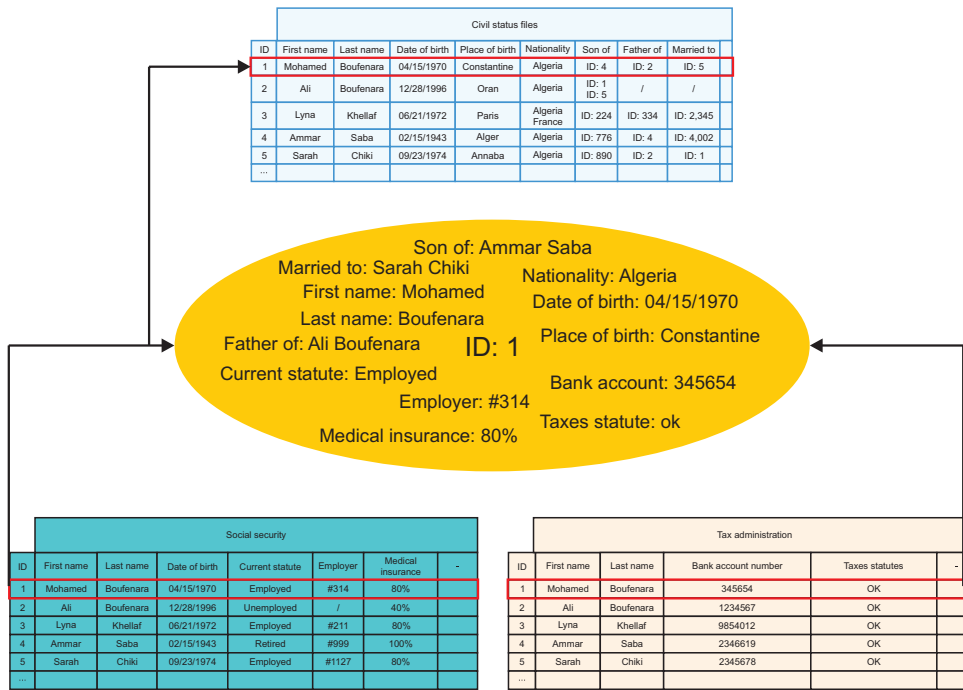 Civil status files
ID First name Last name Date of birth Place of birth Nationality Son of Father of Married to
1 Mohamed Boufenara 04/15/1970 Constantine Algeria ID: 4 ID: 2 ID: 5
2 Ali Boufenara 12/28/1996 Oran Algeria ID: 1 ID: 5 / /
3 Lyna Khellaf 06/21/1972 Paris Algeria France ID: 224 ID: 334 ID: 2,345
4 Ammar Saba 02/15/1943 Alger Algeria ID: 776 ID: 4 ID: 4,002
5 Sarah Chiki 09/23/1974 Annaba Algeria ID: 890 ID: 2 ID: 1
...
Son of: Ammar Saba
Married to: Sarah Chiki
Nationality: Algeria
First name: Mohamed
Date of birth: 04/15/1970
Last name: Boufenara
Place of birth: Constantine
Father of: Ali Boufenara
ID: 1
Current statute: Employed
Bank account: 345654
Employer: #314
Taxes statute: ok
Medical insurance: 80%
Social security
ID First name Last name Date of birth Current statute Employer Medical insurance -
1 Mohamed Boufenara 04/15/1970 Employed #314 80%
2 Ali Boufenara 12/28/1996 Unemployed / 40%
3 Lyna Khellaf 06/21/1972 Employed #211 80%
4 Ammar Saba 02/15/1943 Retired #999 100%
5 Sarah Chiki 09/23/1974 Employed #1127 80%
...
Tax administration
ID First name Last name Bank account number Taxes statutes -
1 Mohamed Boufenara 345654 OK
2 Ali Boufenara 1234567 OK
3 Lyna Khellaf 9854012 OK
4 Ammar Saba 2346619 OK
5 Sarah Chiki 2345678 OK
...